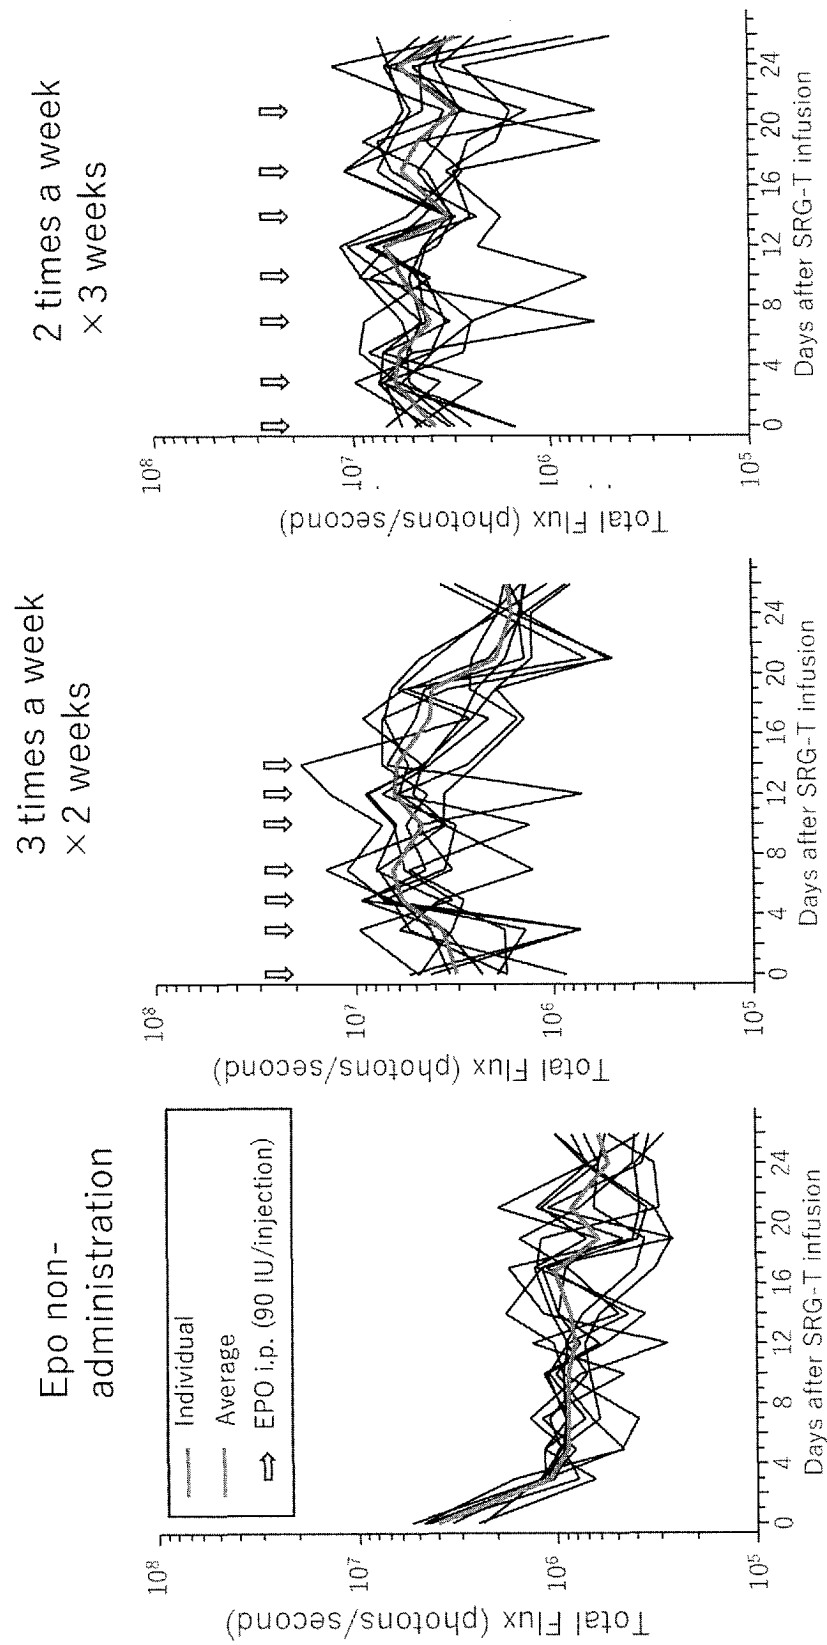 Epo non-
administration
Individual
Average
⇨ EPO i.p. (90 IU/injection)
Total Flux (photons/second)
10⁸
10⁷
10⁶
10⁵
0 4 8 12 16 20 24
Days after SRG-T infusion
3 times a week
×2 weeks
Total Flux (photons/second)
10⁸
10⁷
10⁶
10⁵
0 4 8 12 16 20 24
Days after SRG-T infusion
2 times a week
×3 weeks
Total Flux (photons/second)
10⁸
10⁷
10⁶
10⁵
0 4 8 12 16 20 24
Days after SRG-T infusion